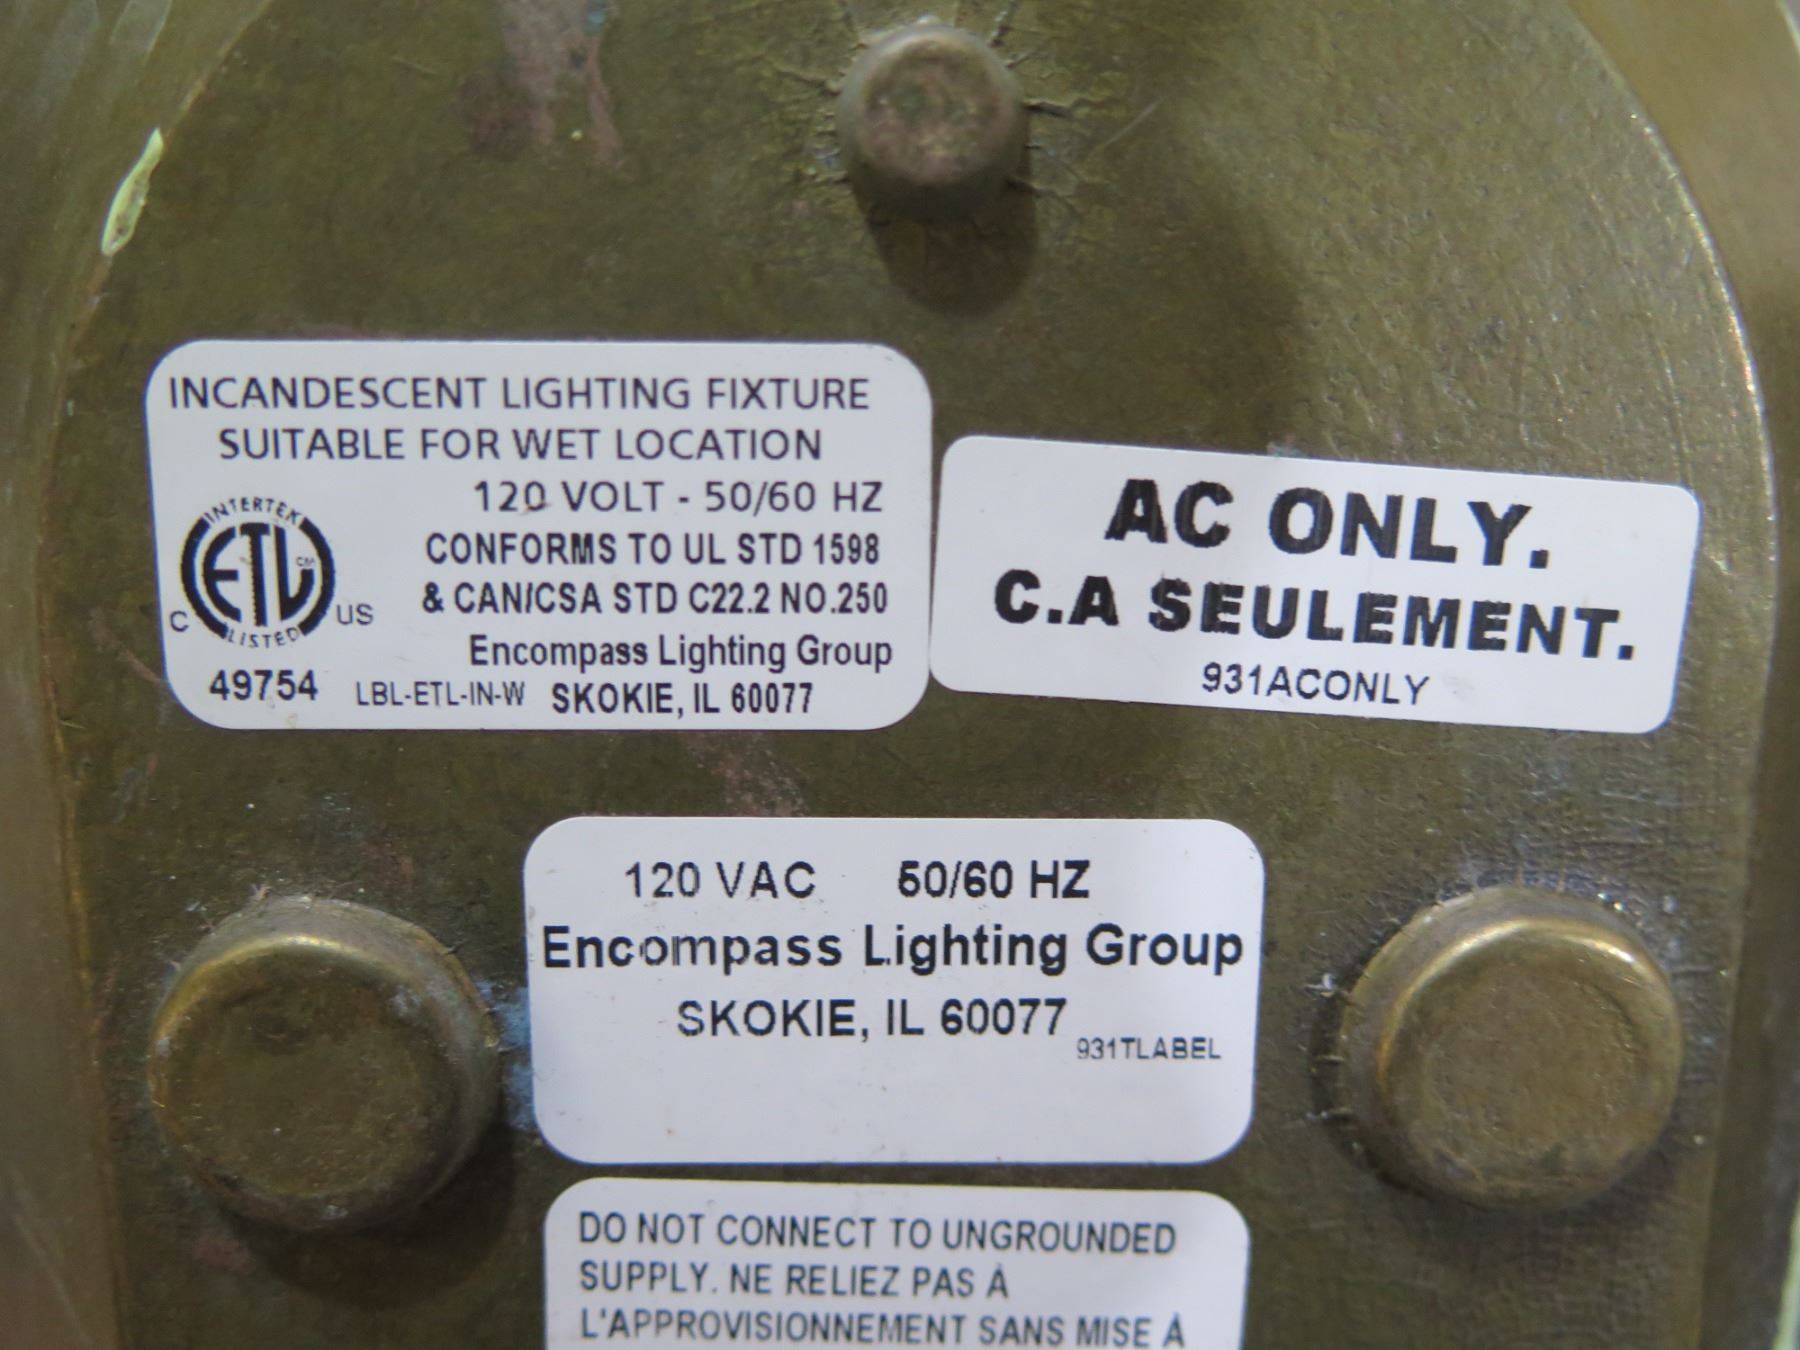 INCANDESCENT LIGHTING FIXTURE
SUITABLE FOR WET LOCATION
120 VOLT - 50/60 HZ
CONFORMS TO UL STD 1598
& CAN/CSA STD C22.2 NO.250
Encompass Lighting Group
SKOKIE, IL 60077
INTERTEK
ETL CM
LISTED
C US
49754
LBL-ETL-IN-W
AC ONLY.
C.A SEULEMENT.
931ACONLY
120 VAC 50/60 HZ
Encompass Lighting Group
SKOKIE, IL 60077
931TLABEL
DO NOT CONNECT TO UNGROUNDED
SUPPLY. NE RELIEZ PAS À
L'APPROVISIONNEMENT SANS MISE À